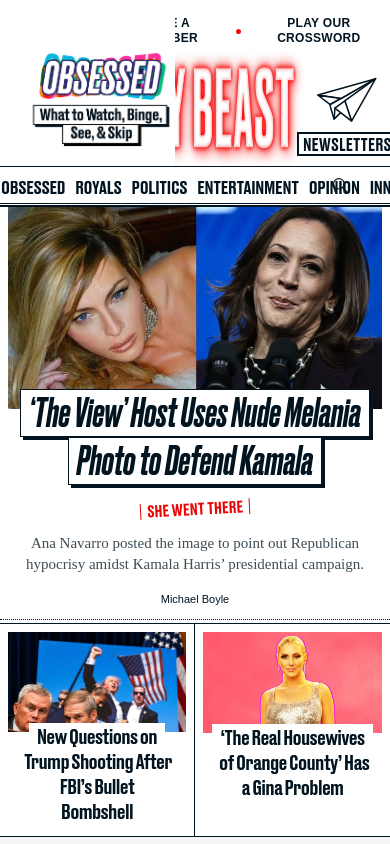 E A
BER
PLAY OUR
CROSSWORD
OBSESSED
What to Watch, Binge,
See, & Skip
Y BEAST
NEWSLETTERS
OBSESSED ROYALS POLITICS ENTERTAINMENT OPINION INN
‘The View’ Host Uses Nude Melania
Photo to Defend Kamala
SHE WENT THERE
Ana Navarro posted the image to point out Republican
hypocrisy amidst Kamala Harris’ presidential campaign.
Michael Boyle
New Questions on
Trump Shooting After
FBI’s Bullet
Bombshell
‘The Real Housewives
of Orange County’ Has
a Gina Problem